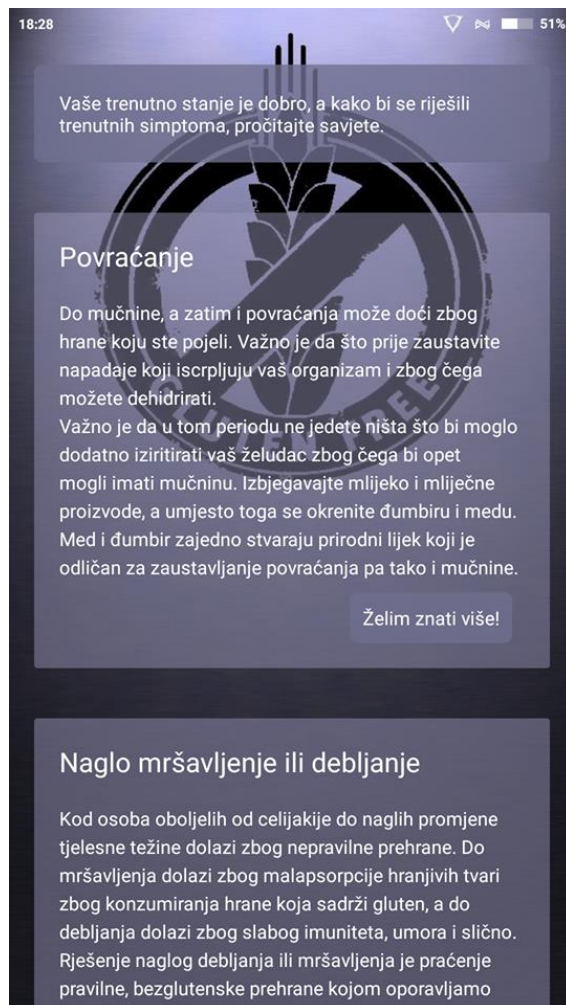 18:28
51%
Vaše trenutno stanje je dobro, a kako bi se riješili
trenutnih simptoma, pročitajte savjete.
Povraćanje
Do mučnine, a zatim i povraćanja može doći zbog
hrane koju ste pojeli. Važno je da što prije zaustavite
napadaje koji iscrpljuju vaš organizam i zbog čega
možete dehidrirati.
Važno je da u tom periodu ne jedete ništa što bi moglo
dodatno iziritirati vaš želudac zbog čega bi opet
mogli imati mučninu. Izbjegavajte mlijeko i mliječne
proizvode, a umjesto toga se okrenite đumbiru i medu.
Med i đumbir zajedno stvaraju prirodni lijek koji je
odličan za zaustavljanje povraćanja pa tako i mučnine.
GLUTEN FREE
Želim znati više!
Naglo mršavljenje ili debljanje
Kod osoba oboljelih od celijakije do naglih promjene
tjelesne težine dolazi zbog nepravilne prehrane. Do
mršavljenja dolazi zbog malapsorpcije hranjivih tvari
zbog konzumiranja hrane koja sadrži gluten, a do
debljanja dolazi zbog slabog imuniteta, umora i slično.
Rješenje naglog debljanja ili mršavljenja je praćenje
pravilne, bezglutenske prehrane kojom oporavljamo